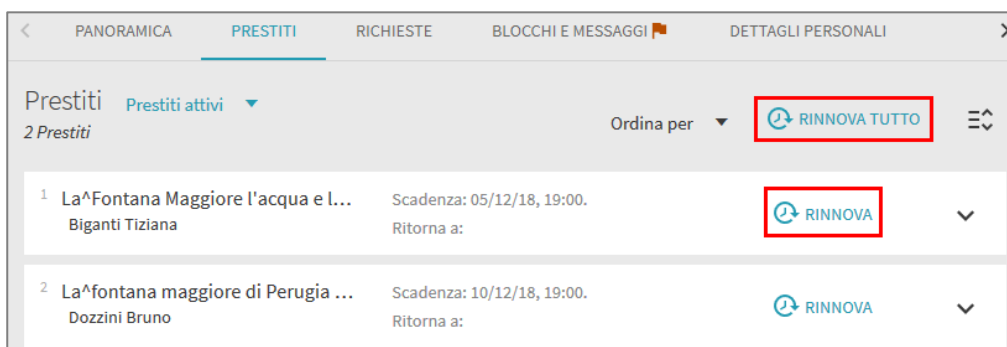 PANORAMICA PRESTITI RICHIESTE BLOCCHI E MESSAGGI DETTAGLI PERSONALI
Prestiti Prestiti attivi
2 Prestiti
Ordina per RINNOVA TUTTO
1 La^Fontana Maggiore l'acqua e l... Scadenza: 05/12/18, 19:00.
Biganti Tiziana Ritorna a:
RINNOVA
2 La^fontana maggiore di Perugia ... Scadenza: 10/12/18, 19:00.
Dozzini Bruno Ritorna a:
RINNOVA